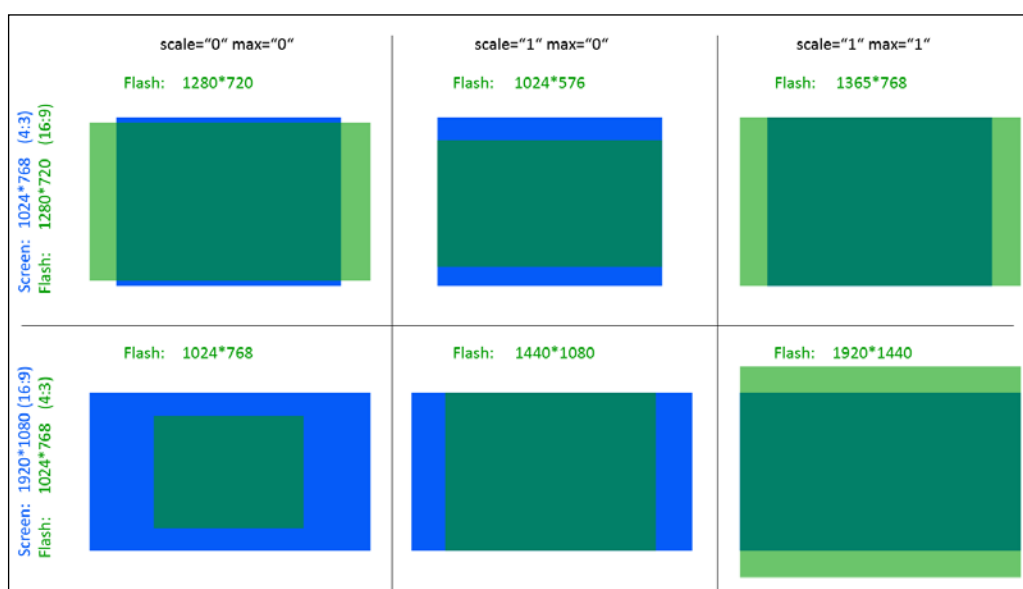 scale="0" max="0"
scale="1" max="0"
scale="1" max="1"
Screen: 1024*768 (4:3)
Flash: 1280*720 (16:9)
Flash: 1280*720
Flash: 1024*576
Flash: 1365*768
Screen: 1920*1080 (16:9)
Flash: 1024*768 (4:3)
Flash: 1024*768
Flash: 1440*1080
Flash: 1920*1440